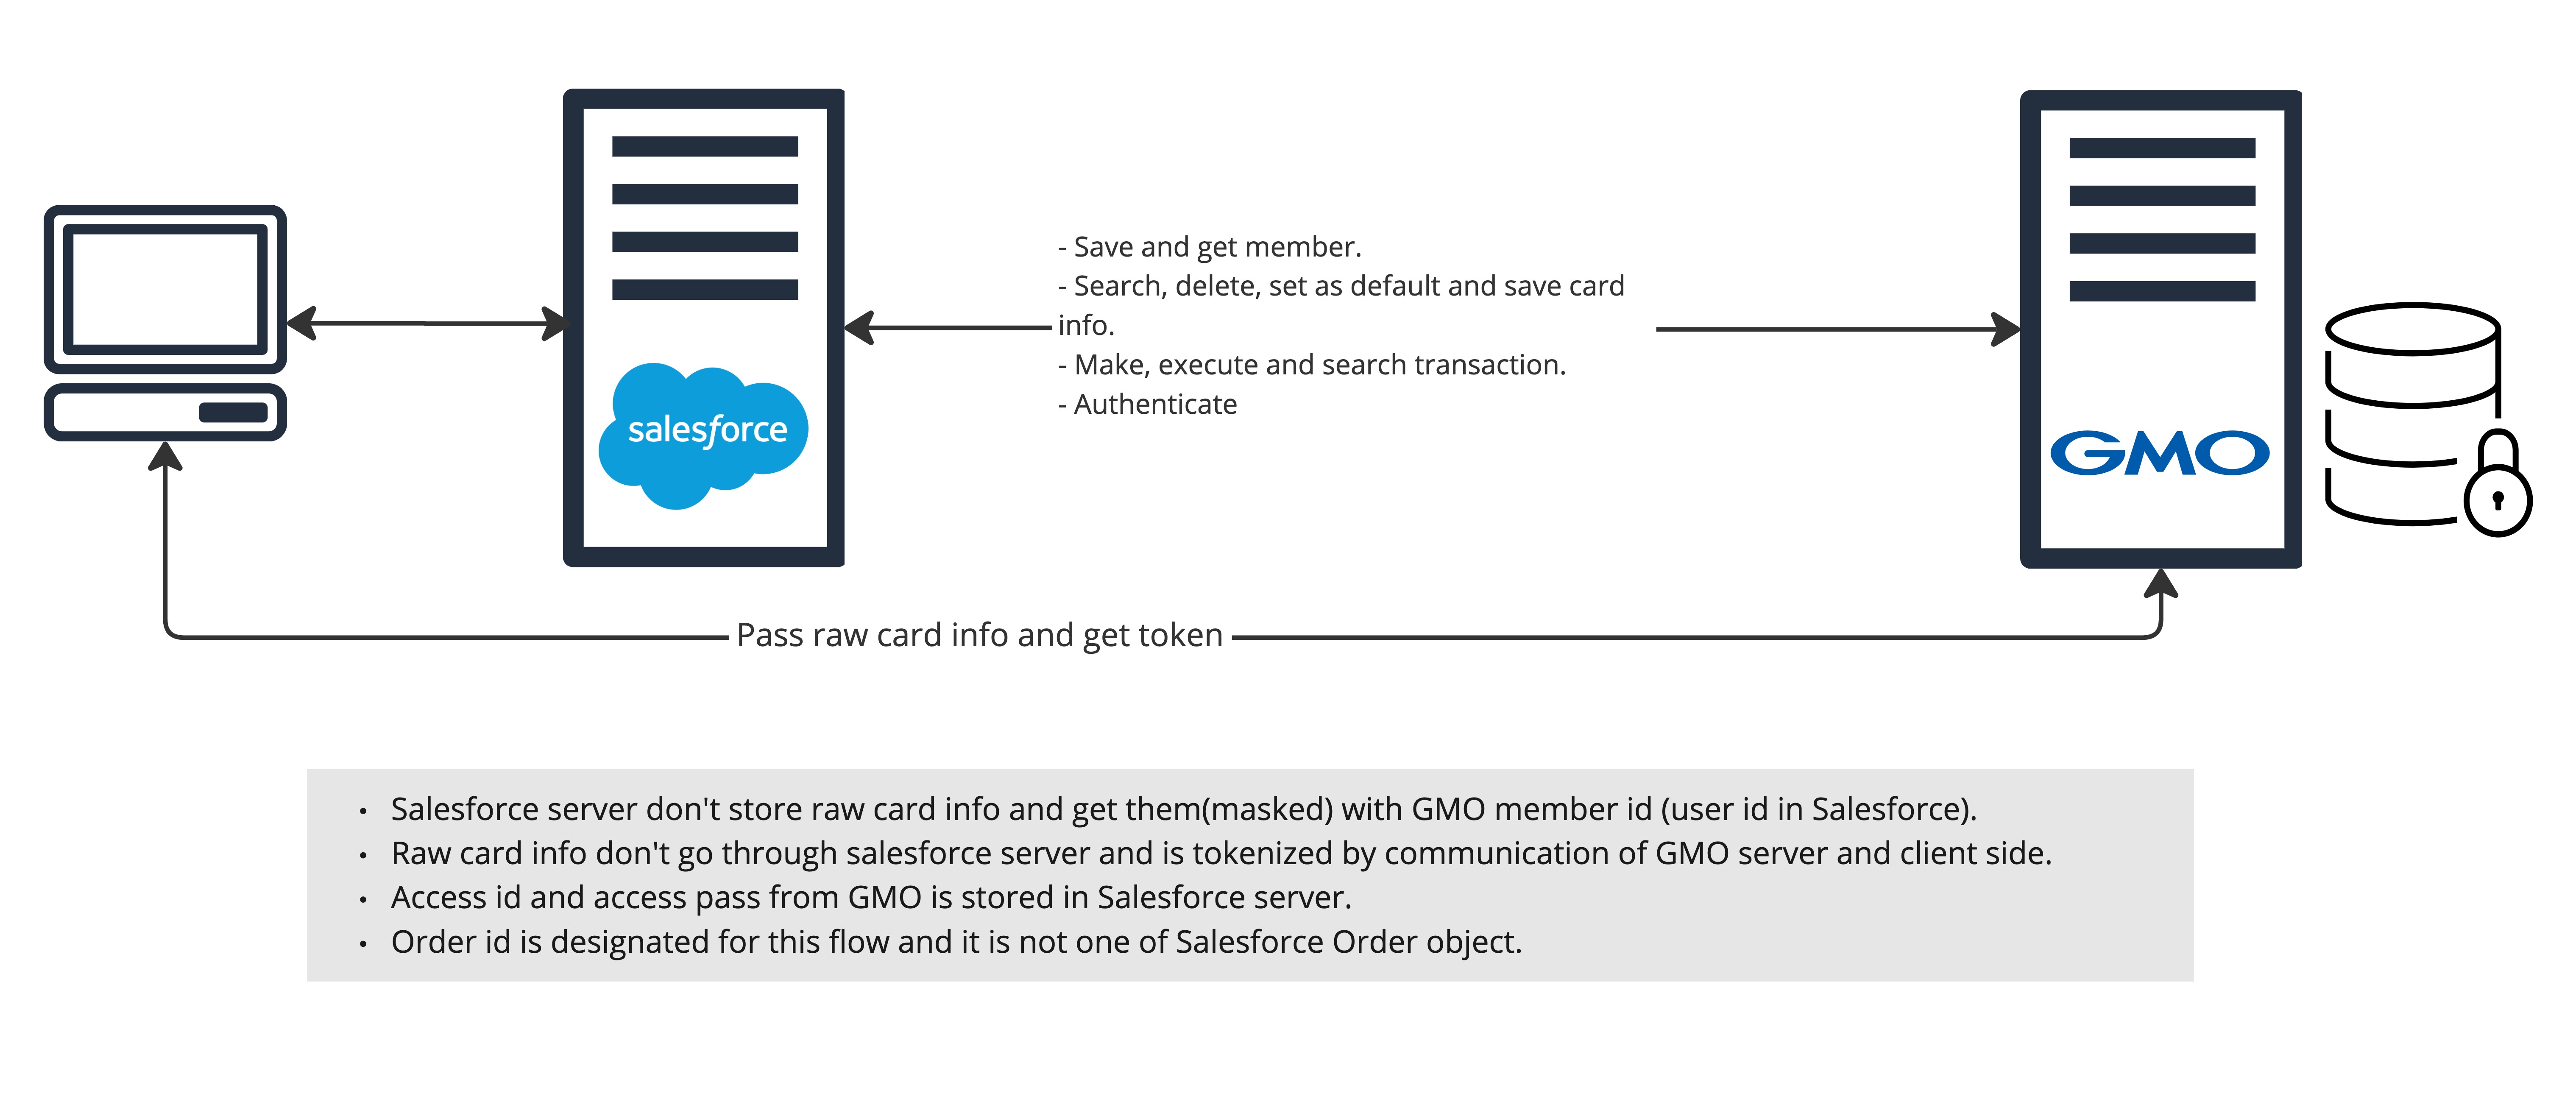 - Save and get member.
- Search, delete, set as default and save card
info.
- Make, execute and search transaction.
- Authenticate
salesforce
GMO
Pass raw card info and get token
• Salesforce server don't store raw card info and get them(masked) with GMO member id (user id in Salesforce).
• Raw card info don't go through salesforce server and is tokenized by communication of GMO server and client side.
• Access id and access pass from GMO is stored in Salesforce server.
• Order id is designated for this flow and it is not one of Salesforce Order object.